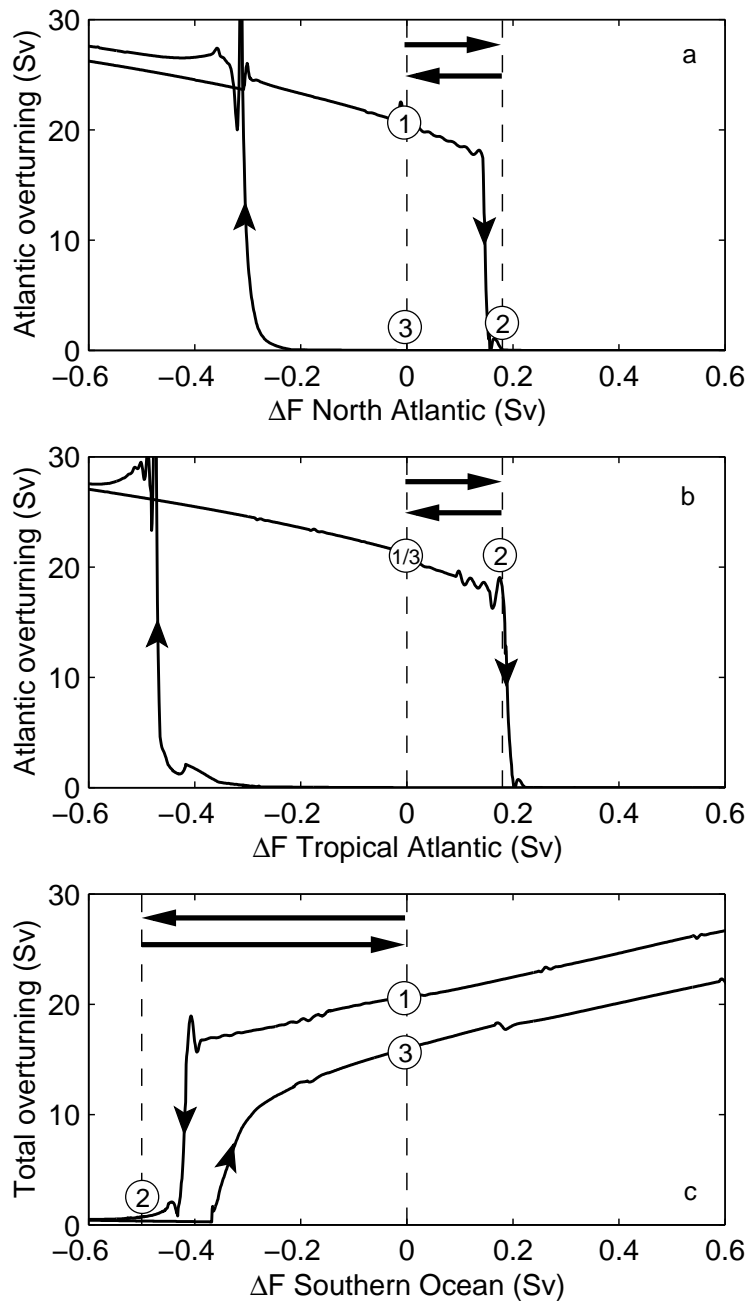 30
a
20
1
10
3
2
0
−0.6 −0.4 −0.2 0 0.2 0.4 0.6
Atlantic overturning (Sv)
ΔF North Atlantic (Sv)
30
b
20
1/3
2
10
0
−0.6 −0.4 −0.2 0 0.2 0.4 0.6
Atlantic overturning (Sv)
ΔF Tropical Atlantic (Sv)
30
20
1
3
10
2
c
0
−0.6 −0.4 −0.2 0 0.2 0.4 0.6
Total overturning (Sv)
ΔF Southern Ocean (Sv)